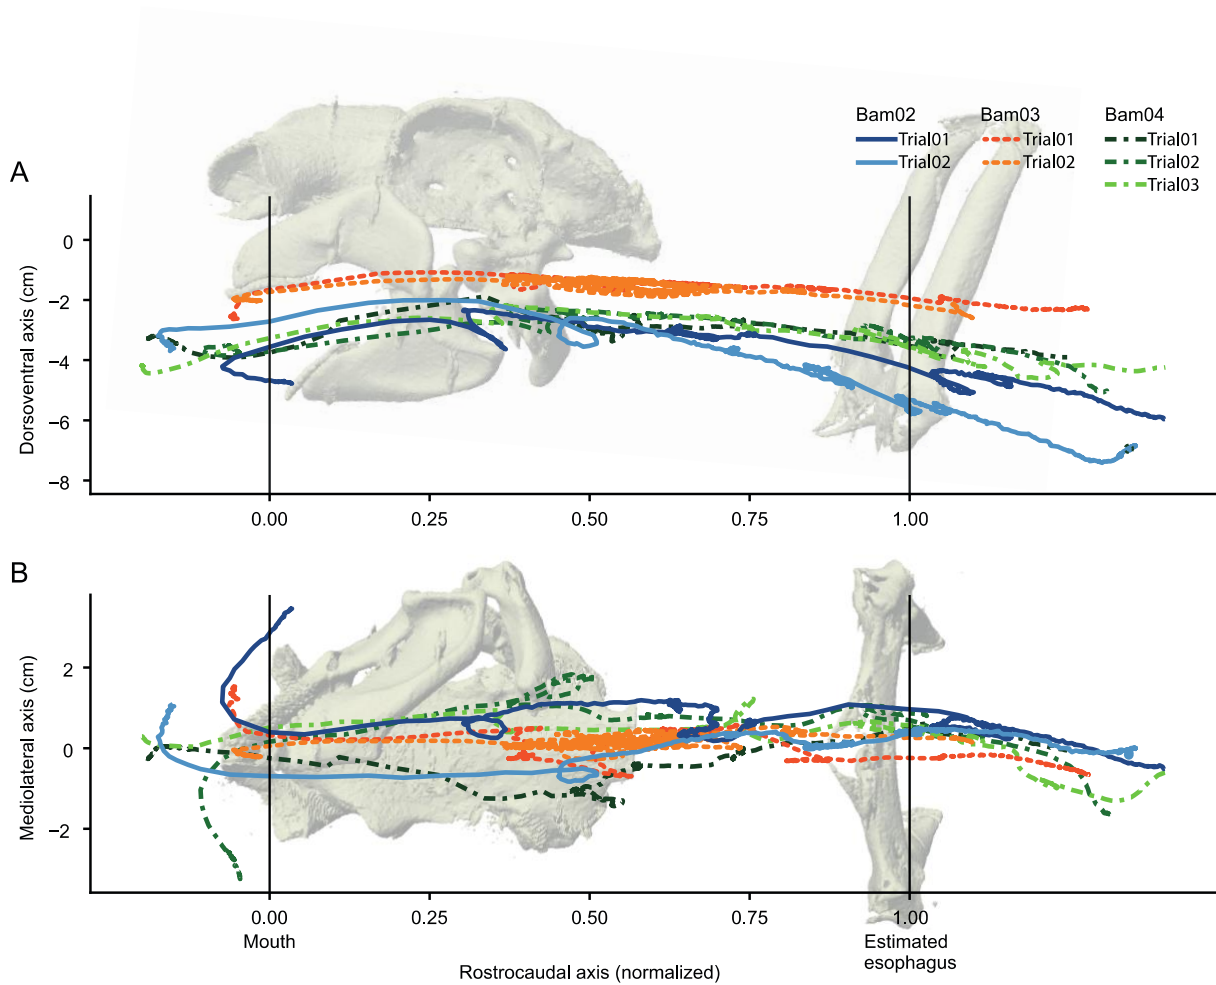 Bam02 Bam03 Bam04
Trial01 Trial01 Trial01
Trial02 Trial02 Trial02
Trial03
A
Dorsoventral axis (cm)
0
−2
−4
−6
−8
0.00 0.25 0.50 0.75 1.00
B
Mediolateral axis (cm)
2
0
−2
0.00 0.25 0.50 0.75 1.00
Mouth Estimated
esophagus
Rostrocaudal axis (normalized)